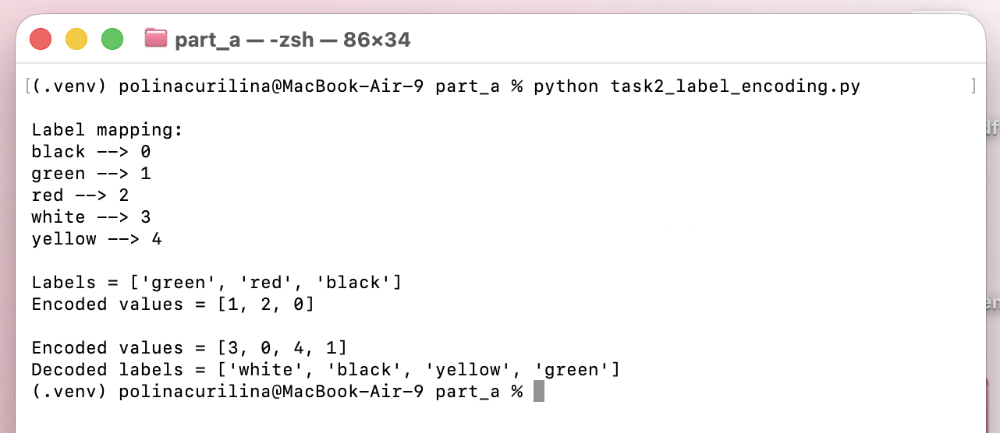 part_a — -zsh — 86×34
[(.venv) polinacurilina@MacBook-Air-9 part_a % python task2_label_encoding.py ]
Label mapping:
black --> 0
green --> 1
red --> 2
white --> 3
yellow --> 4
Labels = ['green', 'red', 'black']
Encoded values = [1, 2, 0]
Encoded values = [3, 0, 4, 1]
Decoded labels = ['white', 'black', 'yellow', 'green']
(.venv) polinacurilina@MacBook-Air-9 part_a %